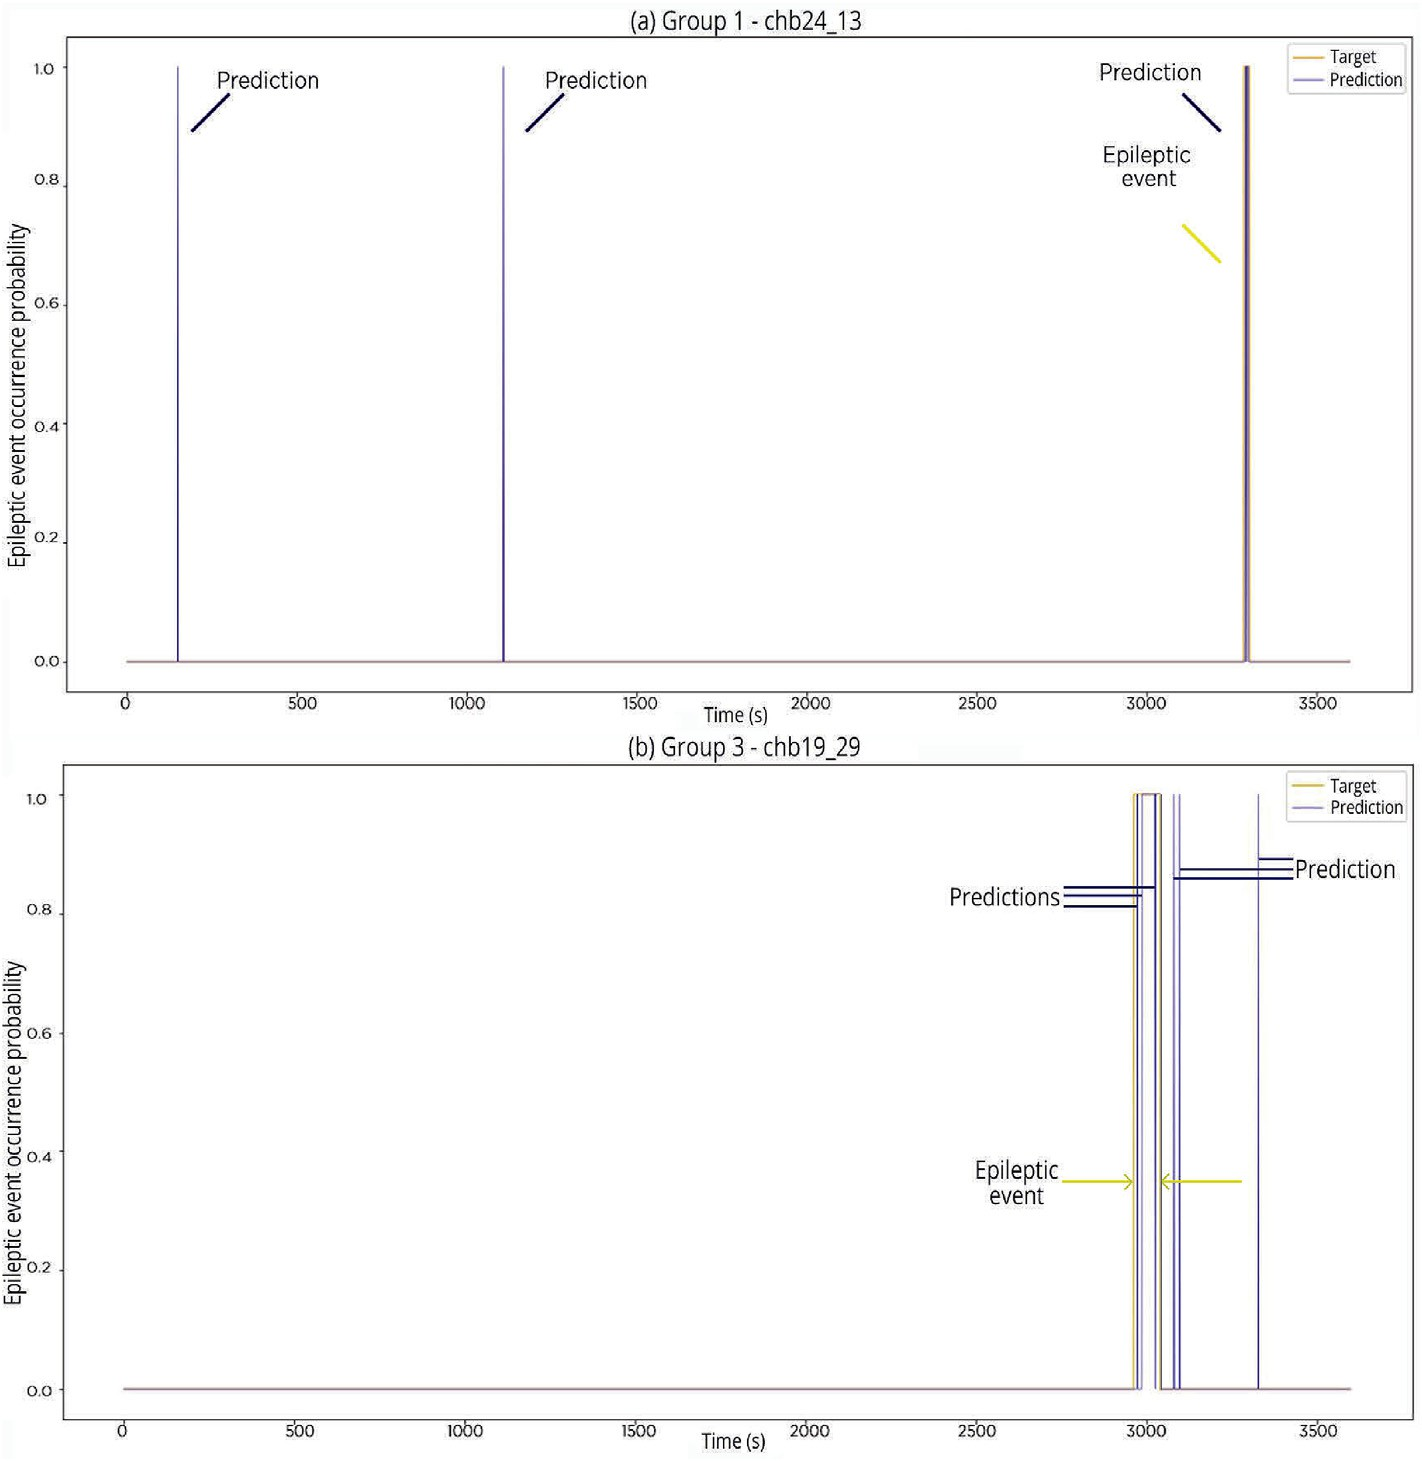 (a) Group 1 - chb24_13
Target
Prediction
Prediction
Prediction
Prediction
Epileptic
event
Epileptic event occurrence probability
1.0
0.8
0.6
0.4
0.2
0.0
0
500
1000
1500
2000
2500
3000
3500
Time (s)
(b) Group 3 - chb19_29
Target
Prediction
Prediction
Predictions
Epileptic
event
Epileptic event occurrence probability
1.0
0.8
0.6
0.4
0.2
0.0
0
500
1000
1500
2000
2500
3000
3500
Time (s)